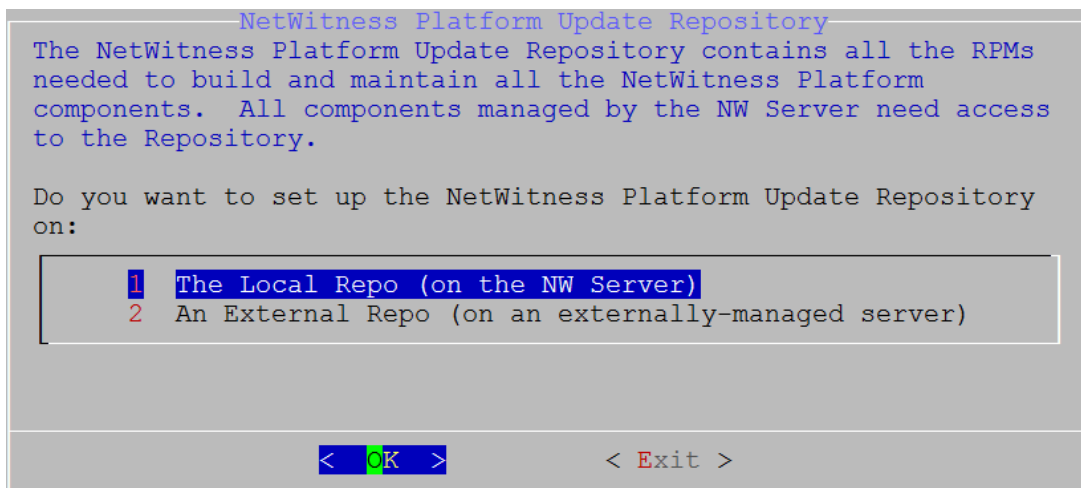 NetWitness Platform Update Repository
The NetWitness Platform Update Repository contains all the RPMs
needed to build and maintain all the NetWitness Platform
components.  All components managed by the NW Server need access
to the Repository.
Do you want to set up the NetWitness Platform Update Repository
on:
1 The Local Repo (on the NW Server)
2 An External Repo (on an externally-managed server)
< OK > < Exit >